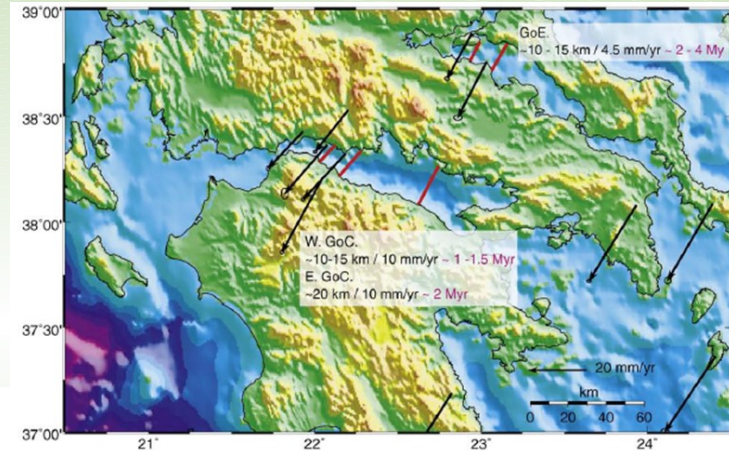 39°00'
GoE.
~10 - 15 km / 4.5 mm/yr ~ 2 - 4 My
38°30'
38°00'
W. GoC.
~10-15 km / 10 mm/yr ~ 1 -1.5 Myr
E. GoC.
~20 km / 10 mm/yr ~ 2 Myr
37°30'
20 mm/yr
km
0 20 40 60
37°00'
21° 22° 23° 24°